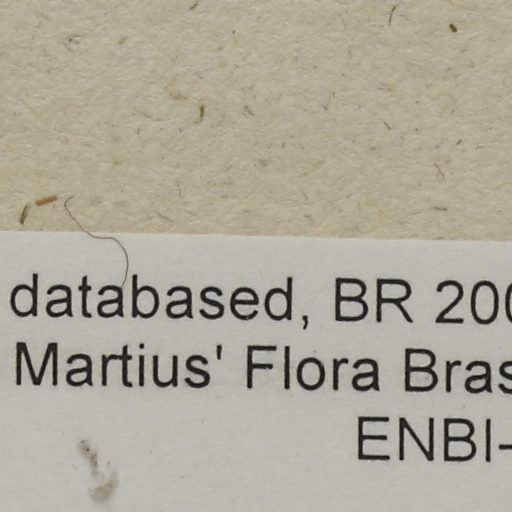 databased, BR 200
Martius' Flora Bras
ENBI-